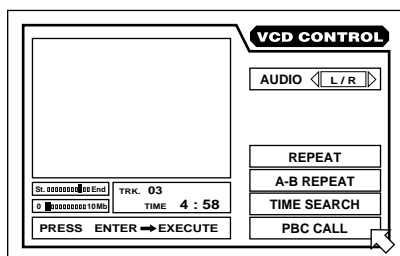 VCD CONTROL
AUDIO L / R
REPEAT
A-B REPEAT
TIME SEARCH
PBC CALL
St. End
0 10Mb
TRK. 03
TIME 4 : 58
PRESS ENTER ➡ EXECUTE